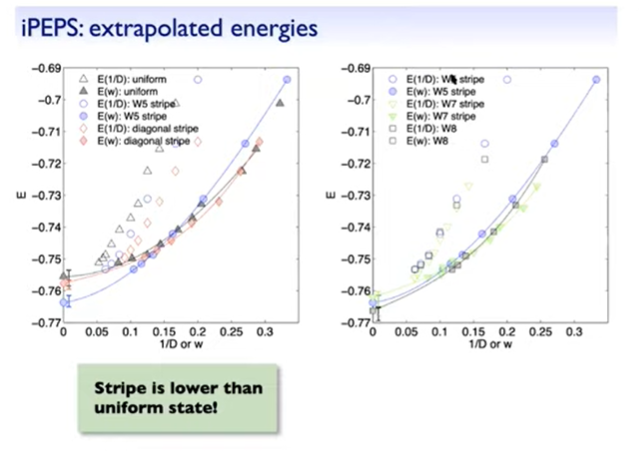 iPEPS: extrapolated energies
-0.69
-0.7
-0.71
-0.72
-0.73
-0.74
-0.75
-0.76
-0.77
E
E(1/D): uniform
E(w): uniform
E(1/D): W5 stripe
E(w): W5 stripe
E(1/D): diagonal stripe
E(w): diagonal stripe
0 0.05 0.1 0.15 0.2 0.25 0.3
1/D or w
-0.69
-0.7
-0.71
-0.72
-0.73
-0.74
-0.75
-0.76
-0.77
E
E(1/D): W5 stripe
E(w): W5 stripe
E(1/D): W7 stripe
E(w): W7 stripe
E(1/D): W8
E(w): W8
0 0.05 0.1 0.15 0.2 0.25 0.3
1/D or w
Stripe is lower than
uniform state!